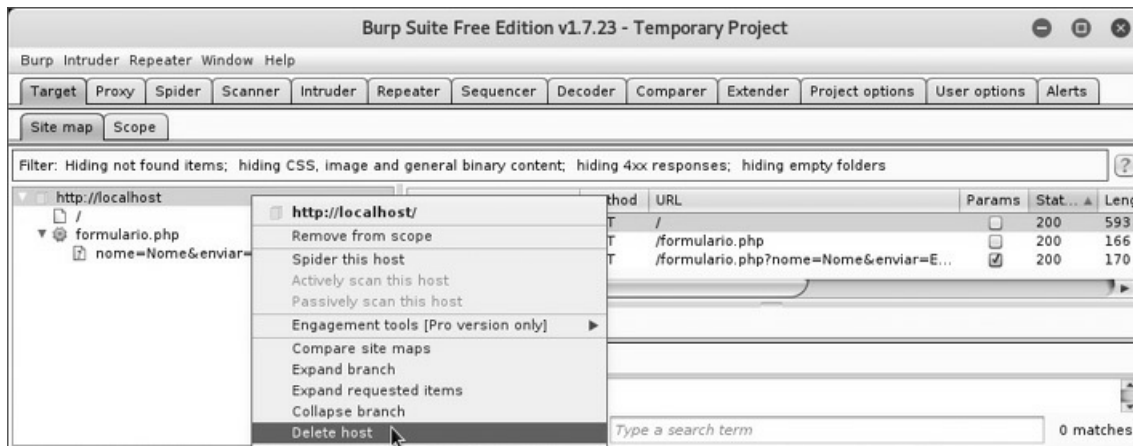 Burp Suite Free Edition v1.7.23 - Temporary Project
Burp Intruder Repeater Window Help
Target Proxy Spider Scanner Intruder Repeater Sequencer Decoder Comparer Extender Project options User options Alerts
Site map Scope
Filter: Hiding not found items; hiding CSS, image and general binary content; hiding 4xx responses; hiding empty folders ?
http://localhost
/
formulario.php
nome=Nome&enviar=
http://localhost/
Remove from scope
Spider this host
Actively scan this host
Passively scan this host
Engagement tools [Pro version only]
Compare site maps
Expand branch
Expand requested items
Collapse branch
Delete host
thod URL Params Stat... Leng
T / 200 593
T /formulario.php 200 166
T /formulario.php?nome=Nome&enviar=E... 200 170
Type a search term 0 matches